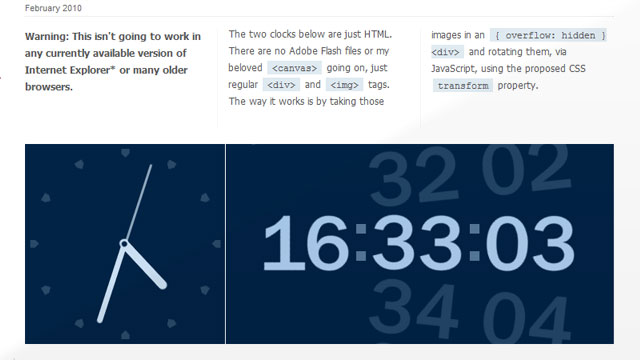 February 2010
Warning: This isn't going to work in
any currently available version of
Internet Explorer* or many older
browsers.
The two clocks below are just HTML.
There are no Adobe Flash files or my
beloved <canvas> going on, just
regular <div> and <img> tags.
The way it works is by taking those
images in an { overflow: hidden }
<div> and rotating them, via
JavaScript, using the proposed CSS
transform property.
32 02
16:33:03
34 04